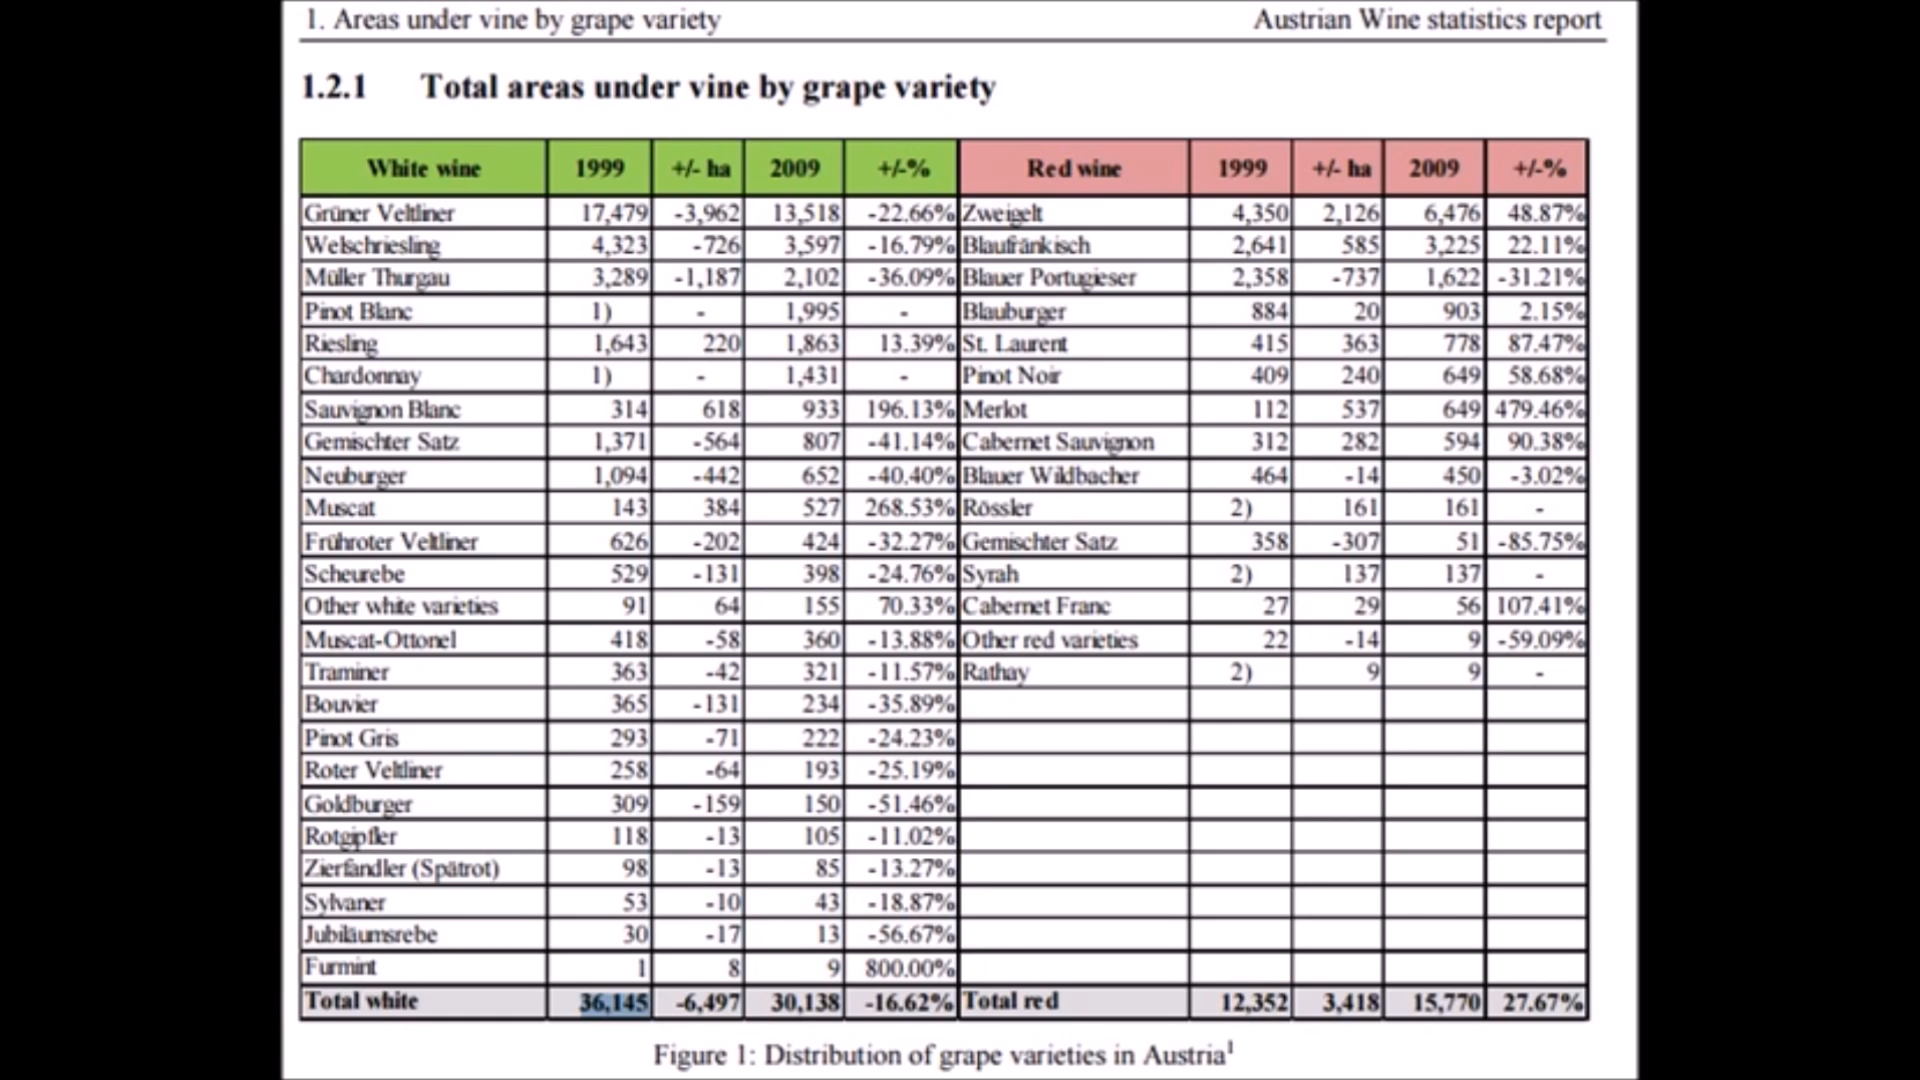 1. Areas under vine by grape variety Austrian Wine statistics report
1.2.1 Total areas under vine by grape variety
White wine 1999 +/- ha 2009 +/-% Red wine 1999 +/- ha 2009 +/-%
Grüner Veltliner 17,479 -3,962 13,518 -22.66% Zweigelt 4,350 2,126 6,476 48.87%
Welschriesling 4,323 -726 3,597 -16.79% Blaufränkisch 2,641 585 3,225 22.11%
Müller Thurgau 3,289 -1,187 2,102 -36.09% Blauer Portugieser 2,358 -737 1,622 -31.21%
Pinot Blanc 1) - 1,995 - Blauburger 884 20 903 2.15%
Riesling 1,643 220 1,863 13.39% St. Laurent 415 363 778 87.47%
Chardonnay 1) - 1,431 - Pinot Noir 409 240 649 58.68%
Sauvignon Blanc 314 618 933 196.13% Merlot 112 537 649 479.46%
Gemischter Satz 1,371 -564 807 -41.14% Cabernet Sauvignon 312 282 594 90.38%
Neuburger 1,094 -442 652 -40.40% Blauer Wildbacher 464 -14 450 -3.02%
Muscat 143 384 527 268.53% Rössler 2) 161 161 -
Frühroter Veltliner 626 -202 424 -32.27% Gemischter Satz 358 -307 51 -85.75%
Scheurebe 529 -131 398 -24.76% Syrah 2) 137 137 -
Other white varieties 91 64 155 70.33% Cabernet Franc 27 29 56 107.41%
Muscat-Ottonel 418 -58 360 -13.88% Other red varieties 22 -14 9 -59.09%
Traminer 363 -42 321 -11.57% Rathay 2) 9 9 -
Bouvier 365 -131 234 -35.89%
Pinot Gris 293 -71 222 -24.23%
Roter Veltliner 258 -64 193 -25.19%
Goldburger 309 -159 150 -51.46%
Rotgipfler 118 -13 105 -11.02%
Zierfandler (Spätrot) 98 -13 85 -13.27%
Sylvaner 53 -10 43 -18.87%
Jubiläumsrebe 30 -17 13 -56.67%
Furmint 1 8 9 800.00%
Total white 36,145 -6,497 30,138 -16.62% Total red 12,352 3,418 15,770 27.67%
Figure 1: Distribution of grape varieties in Austria1